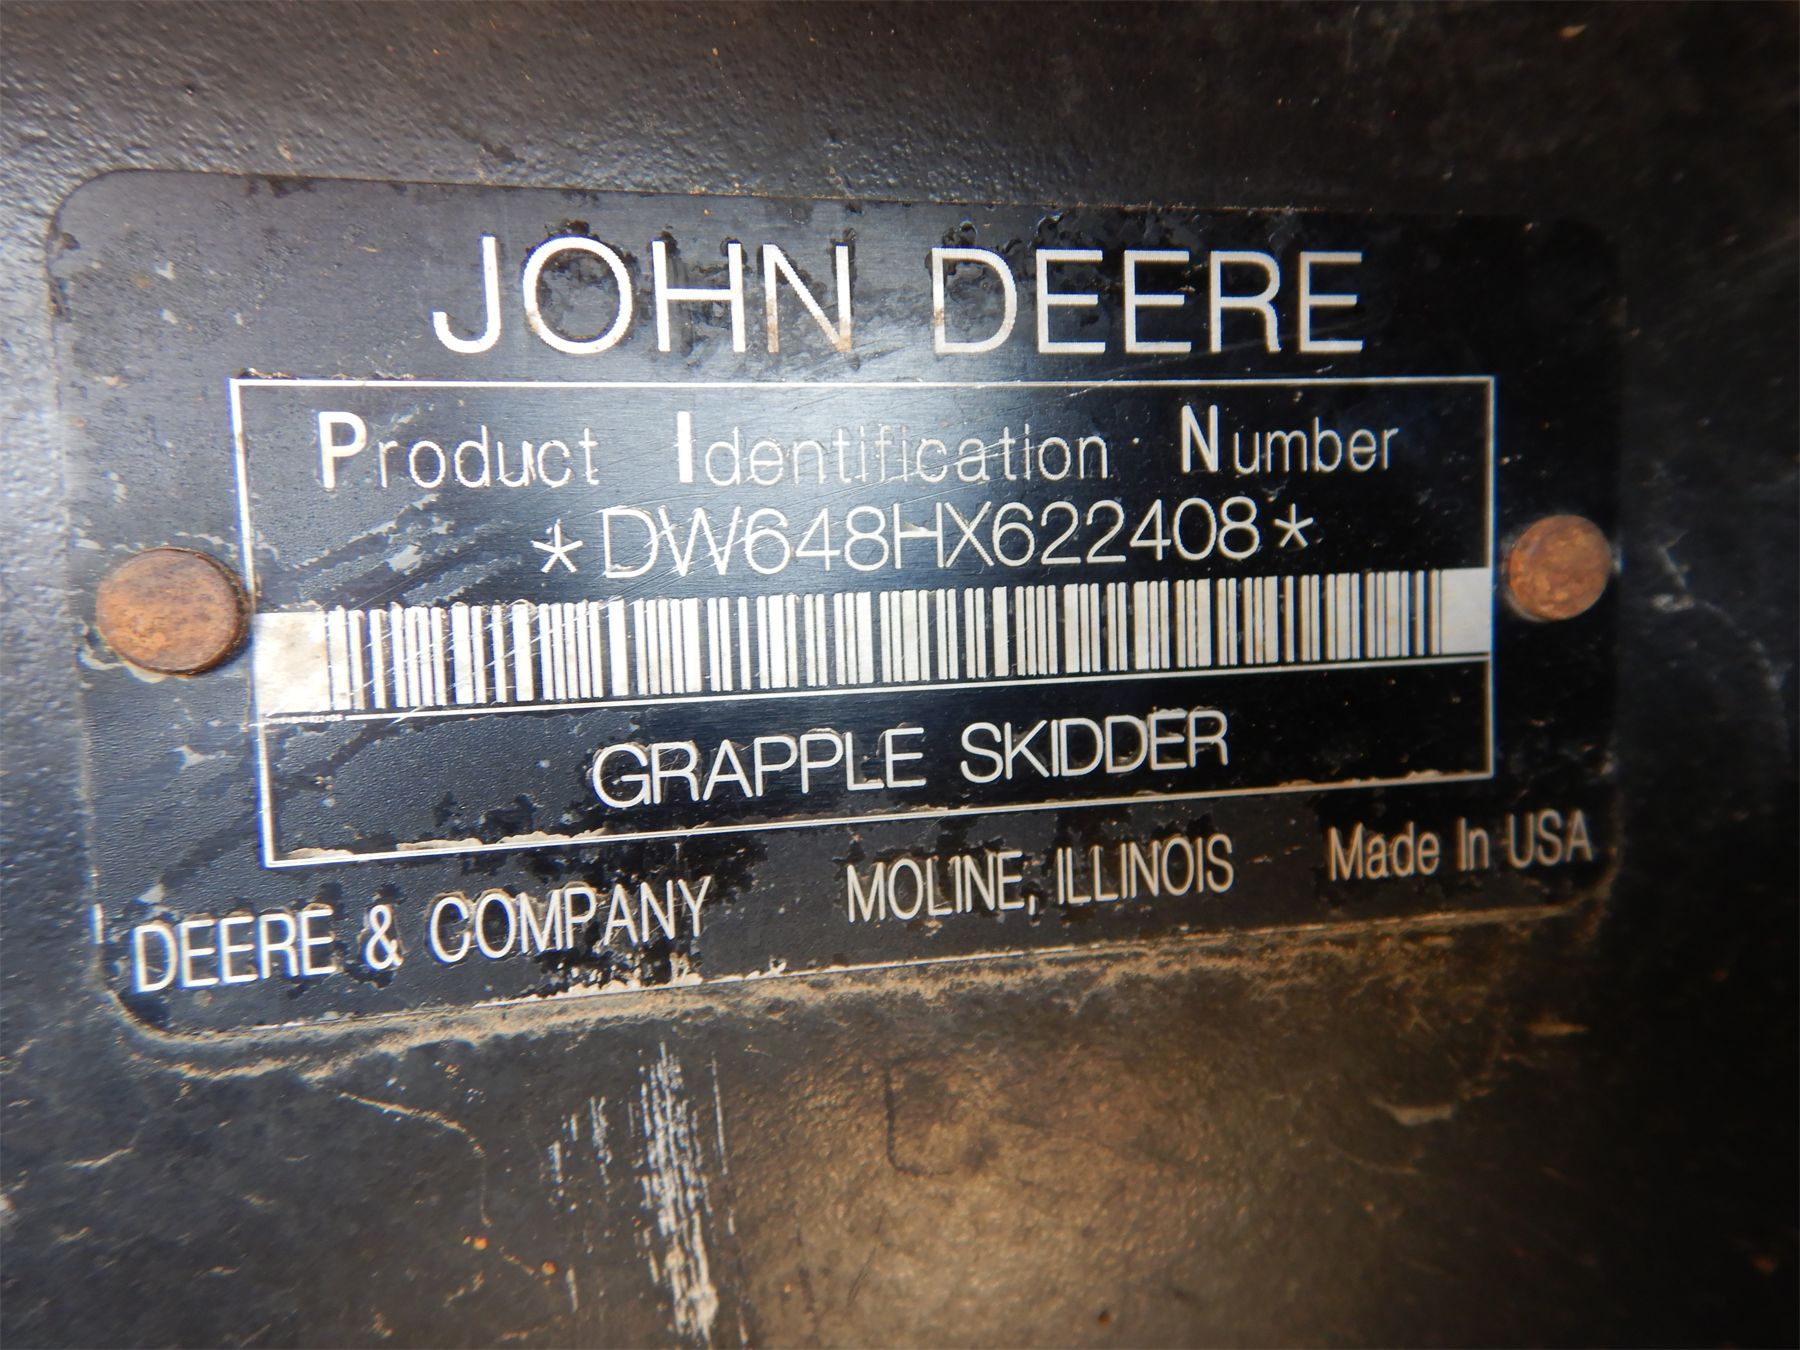 JOHN DEERE
Product Identification Number
*DW648HX622408*
GRAPPLE SKIDDER
DEERE & COMPANY MOLINE, ILLINOIS Made In USA